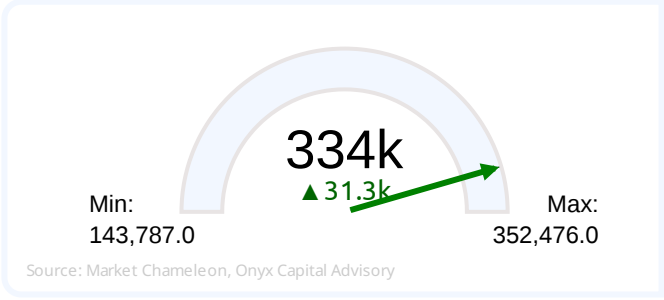 334k
▲31.3k
Min:
143,787.0
Max:
352,476.0
Source: Market Chameleon, Onyx Capital Advisory